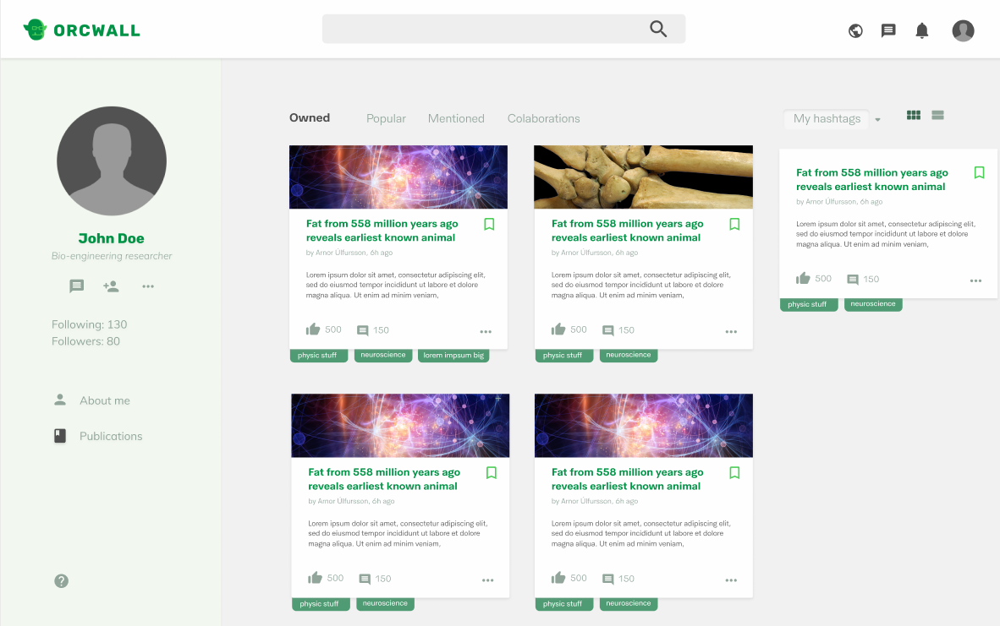 ORCWALL
John Doe
Bio-engineering researcher
Following: 130
Followers: 80
About me
Publications
Owned
Popular
Mentioned
Colaborations
My hashtags
Fat from 558 million years ago
reveals earliest known animal
by Arnor Ulfursson, 6h ago
Lorem ipsum dolor sit amet, consectetur adipiscing elit,
sed do eiusmod tempor incididunt ut labore et dolore
magna aliqua. Ut enim ad minim veniam,
500
150
physic stuff
neuroscience
lorem impsum big
Fat from 558 million years ago
reveals earliest known animal
by Arnor Ulfursson, 6h ago
Lorem ipsum dolor sit amet, consectetur adipiscing elit,
sed do eiusmod tempor incididunt ut labore et dolore
magna aliqua. Ut enim ad minim veniam,
500
150
physic stuff
neuroscience
Fat from 558 million years ago
reveals earliest known animal
by Arnor Ulfursson, 6h ago
Lorem ipsum dolor sit amet, consectetur adipiscing elit,
sed do eiusmod tempor incididunt ut labore et dolore
magna aliqua. Ut enim ad minim veniam,
500
150
physic stuff
neuroscience
Fat from 558 million years ago
reveals earliest known animal
by Arnor Ulfursson, 6h ago
Lorem ipsum dolor sit amet, consectetur adipiscing elit,
sed do eiusmod tempor incididunt ut labore et dolore
magna aliqua. Ut enim ad minim veniam,
500
150
physic stuff
neuroscience
Fat from 558 million years ago
reveals earliest known animal
by Arnor Ulfursson, 6h ago
Lorem ipsum dolor sit amet, consectetur adipiscing elit,
sed do eiusmod tempor incididunt ut labore et dolore
magna aliqua. Ut enim ad minim veniam,
500
150
physic stuff
neuroscience